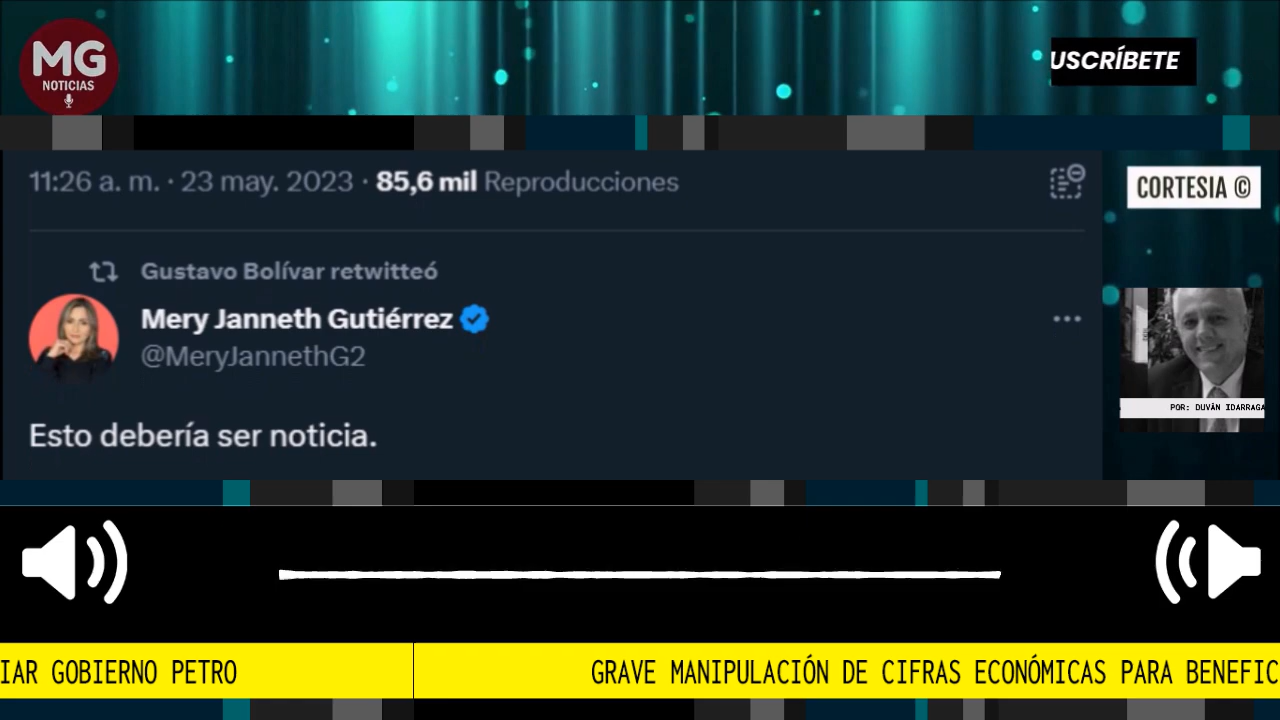 MG
NOTICIAS
USCRÍBETE
11:26 a. m. · 23 may. 2023 · 85,6 mil Reproducciones
CORTESIA ©
Gustavo Bolívar retwitteó
Mery Janneth Gutiérrez
@MeryJannethG2
POR: DUVÁN IDARRAGA
Esto debería ser noticia.
IAR GOBIERNO PETRO
GRAVE MANIPULACIÓN DE CIFRAS ECONÓMICAS PARA BENEFIC